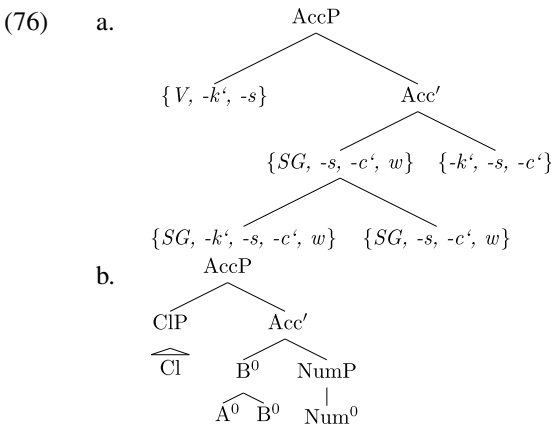 (76) a. AccP
{V, -k‘, -s} Acc′
{SG, -s, -c‘, w} {-k‘, -s, -c‘}
{SG, -k‘, -s, -c‘, w} {SG, -s, -c‘, w}
b. AccP
ClP Acc′
Cl B⁰ NumP
A⁰ B⁰ Num⁰